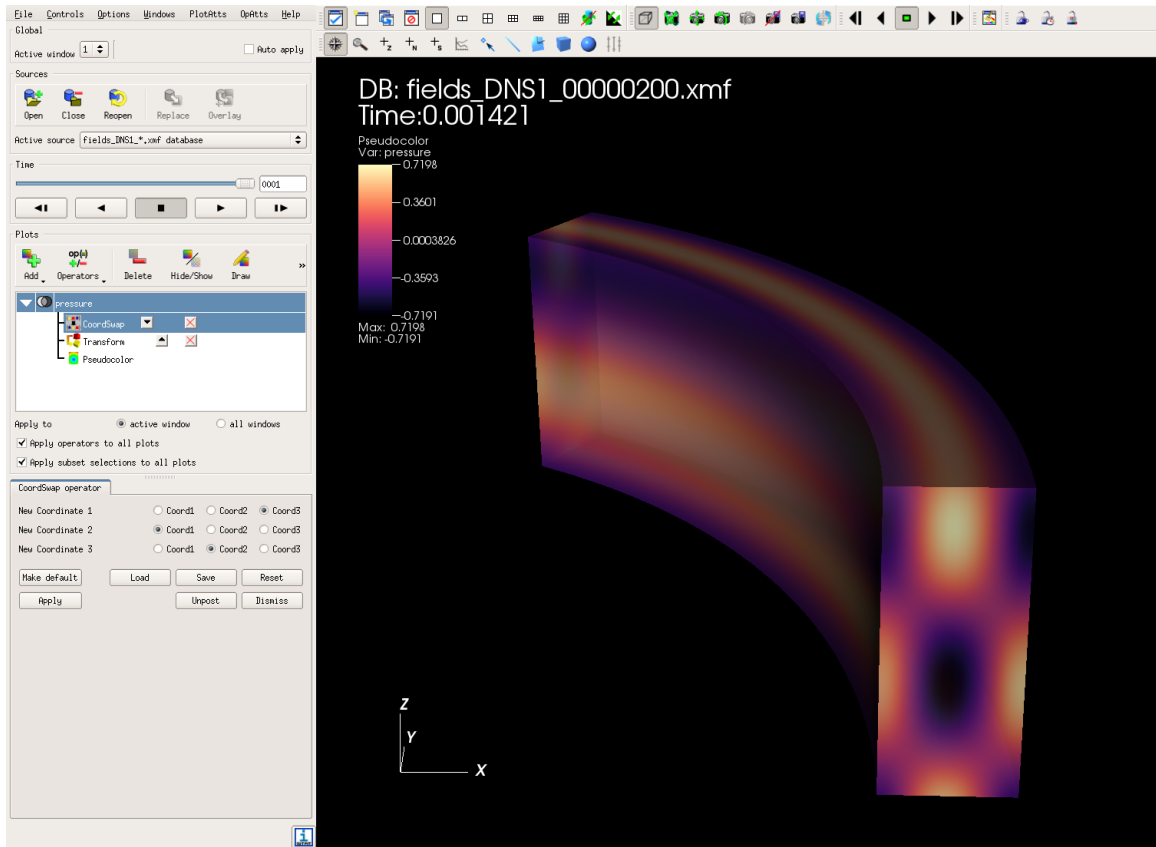 File Controls Options Windows PlotAtts OpAtts Help
Global
Active window 1 Auto apply
Sources
Open Close Reopen Replace Overlay
Active source fields_DNS1_*.xmf database
Time
0001
Plots
op(+)
+/-
Add Operators Delete Hide/Show Draw »
pressure
CoordSwap
Transform
Pseudocolor
Apply to active window all windows
Apply operators to all plots
Apply subset selections to all plots
CoordSwap operator
New Coordinate 1 Coord1 Coord2 Coord3
New Coordinate 2 Coord1 Coord2 Coord3
New Coordinate 3 Coord1 Coord2 Coord3
Make default Load Save Reset
Apply Unpost Dismiss
DB: fields_DNS1_00000200.xmf
Time:0.001421
Pseudocolor
Var: pressure
0.7198
0.3601
0.0003826
-0.3593
-0.7191
Max: 0.7198
Min: -0.7191
Z
Y
X